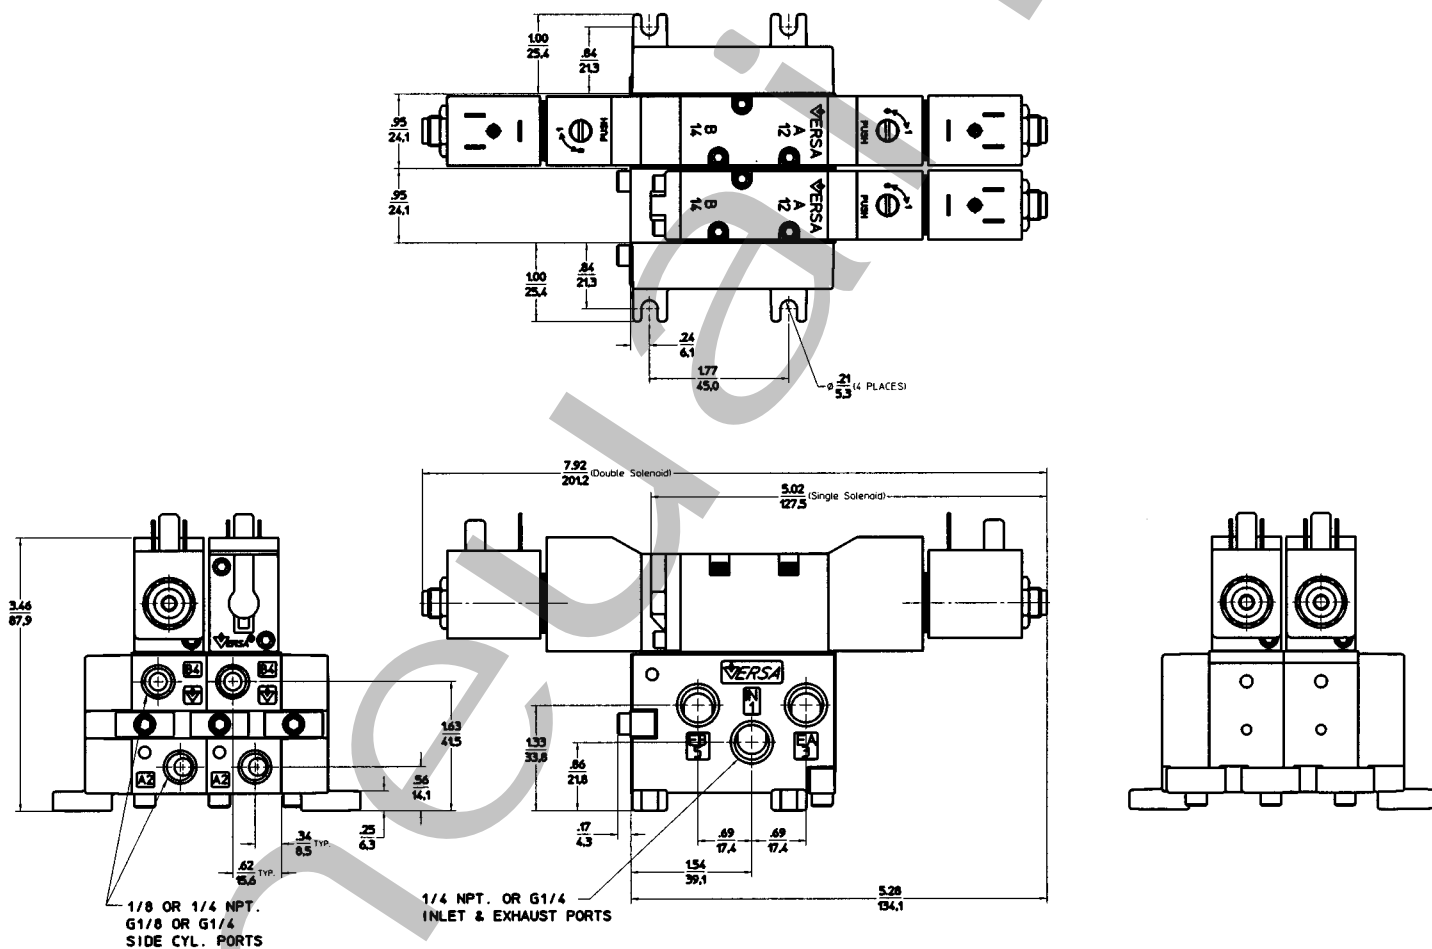 1.00
25,4
.84
21,3
.95
24,1
PUSH
B
14
A
12
VERSA
PUSH
.95
24,1
B
14
A
12
VERSA
PUSH
1.00
25,4
.84
21,3
.24
6,1
1.77
45,0
Ø .21 (4 PLACES)
5,3
7.92 (Double Solenoid)
201,2
5.02 (Single Solenoid)
127,5
3.46
87,9
VERSA
B4
B4
A2
A2
1.63
41,5
.56
14,1
.25
6,3
.34 TYP.
8,5
.62 TYP.
15,6
1/8 OR 1/4 NPT.
G1/8 OR G1/4
SIDE CYL. PORTS
VERSA
IN
1
EB
5
EA
3
1.33
33,8
.86
21,8
.17
4,3
.69
17,4
.69
17,4
1.54
39,1
5.28
134,1
1/4 NPT. OR G1/4
INLET & EXHAUST PORTS